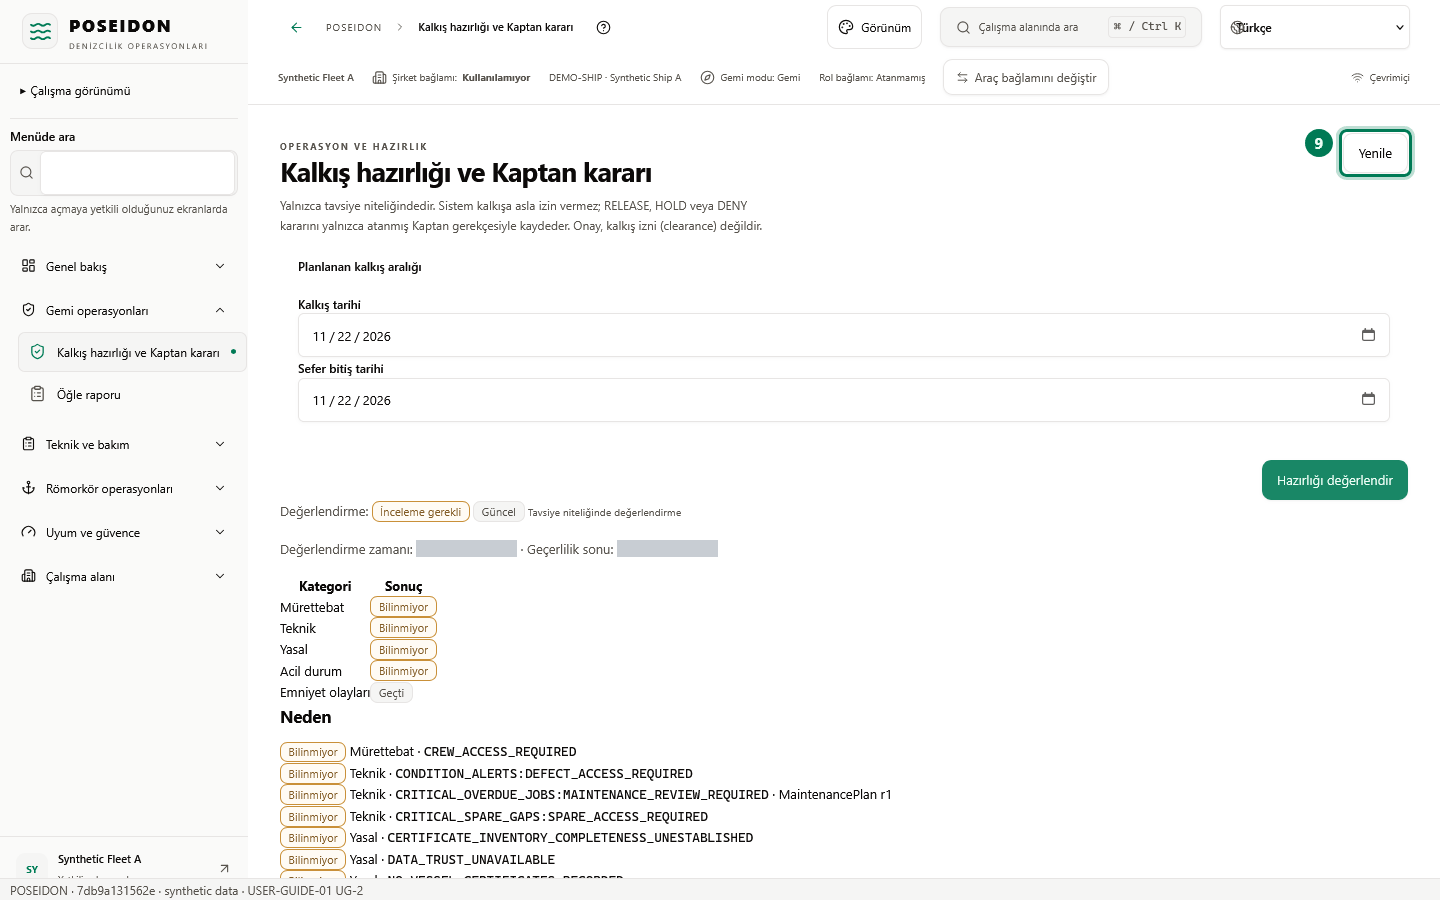 POSEIDON
DENİZCİLİK OPERASYONLARI
Çalışma görünümü
Menüde ara
Yalnızca açmaya yetkili olduğunuz ekranlarda
arar.
Genel bakış
Gemi operasyonları
Kalkış hazırlığı ve Kaptan kararı
Öğle raporu
Teknik ve bakım
Römorkör operasyonları
Uyum ve güvence
Çalışma alanı
SY Synthetic Fleet A
POSEIDON > Kalkış hazırlığı ve Kaptan kararı
Görünüm
Çalışma alanında ara ⌘ / Ctrl K
Türkçe
Synthetic Fleet A Şirket bağlamı: Kullanılamıyor DEMO-SHIP · Synthetic Ship A Gemi modu: Gemi Rol bağlamı: Atanmamış Araç bağlamını değiştir Çevrimiçi
OPERASYON VE HAZIRLIK
Kalkış hazırlığı ve Kaptan kararı
9 Yenile
Yalnızca tavsiye niteliğindedir. Sistem kalkışa asla izin vermez; RELEASE, HOLD veya DENY
kararını yalnızca atanmış Kaptan gerekçesiyle kaydeder. Onay, kalkış izni (clearance) değildir.
Planlanan kalkış aralığı
Kalkış tarihi
11 / 22 / 2026
Sefer bitiş tarihi
11 / 22 / 2026
Hazırlığı değerlendir
Değerlendirme: İnceleme gerekli Güncel Tavsiye niteliğinde değerlendirme
Değerlendirme zamanı: · Geçerlilik sonu:
Kategori Sonuç
Mürettebat Bilinmiyor
Teknik Bilinmiyor
Yasal Bilinmiyor
Acil durum Bilinmiyor
Emniyet olayları Geçti
Neden
Bilinmiyor Mürettebat · CREW_ACCESS_REQUIRED
Bilinmiyor Teknik · CONDITION_ALERTS:DEFECT_ACCESS_REQUIRED
Bilinmiyor Teknik · CRITICAL_OVERDUE_JOBS:MAINTENANCE_REVIEW_REQUIRED · MaintenancePlan r1
Bilinmiyor Teknik · CRITICAL_SPARE_GAPS:SPARE_ACCESS_REQUIRED
Bilinmiyor Yasal · CERTIFICATE_INVENTORY_COMPLETENESS_UNESTABLISHED
Bilinmiyor Yasal · DATA_TRUST_UNAVAILABLE
POSEIDON · 7db9a131562e · synthetic data · USER-GUIDE-01 UG-2